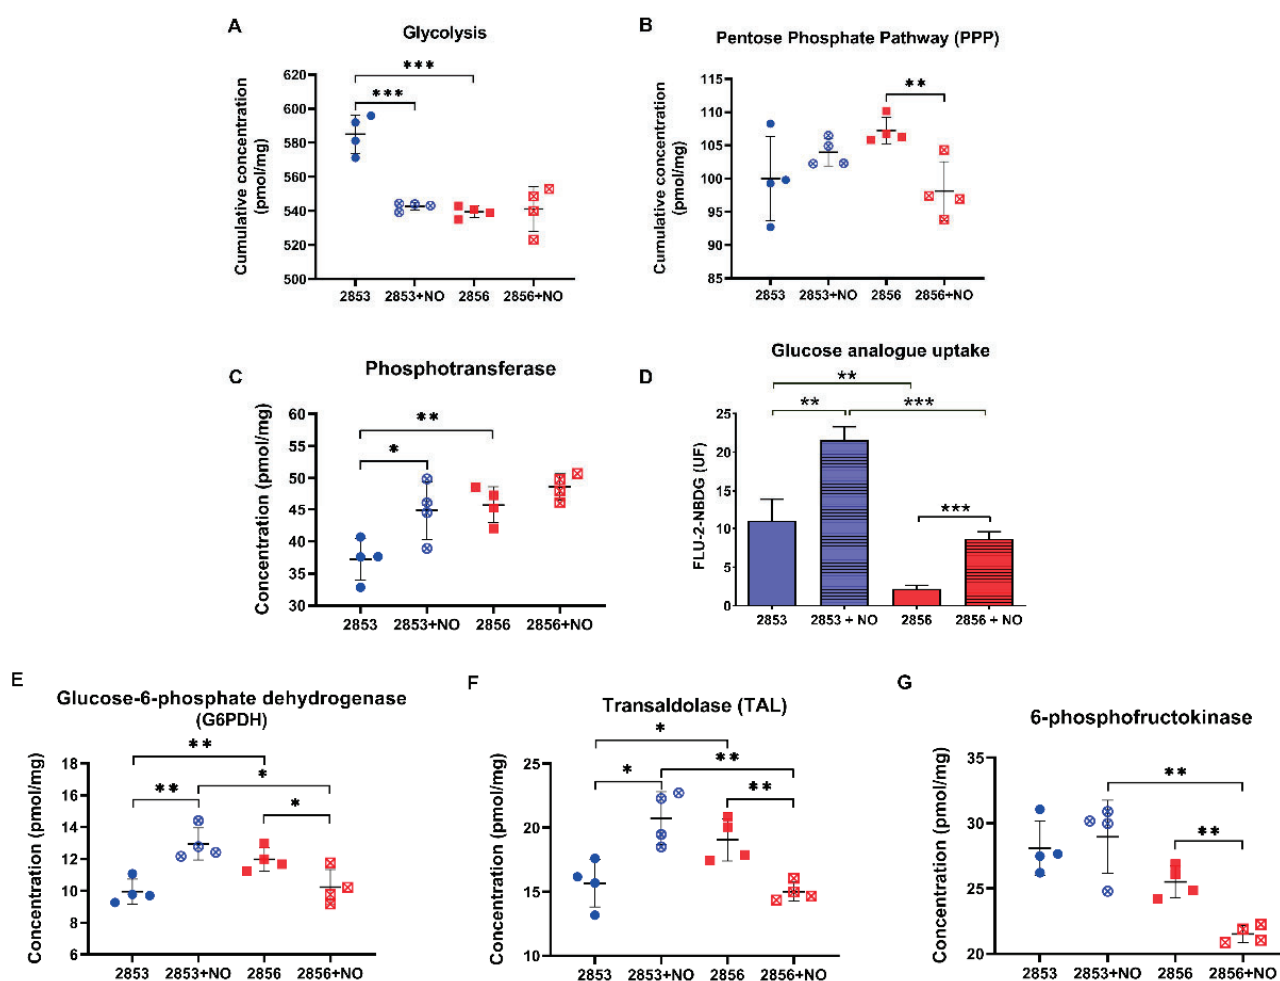 A
Glycolysis
Cumulative concentration
(pmol/mg)
620
600
580
560
540
520
500
***
***
2853
2853+NO
2856
2856+NO
B
Pentose Phosphate Pathway (PPP)
Cumulative concentration
(pmol/mg)
115
110
105
100
95
90
85
**
2853
2853+NO
2856
2856+NO
C
Phosphotransferase
Concentration (pmol/mg)
60
55
50
45
40
35
30
**
*
2853
2853+NO
2856
2856+NO
D
Glucose analogue uptake
FLU-2-NBDG (UF)
25
20
15
10
5
0
**
**
***
***
2853
2853 + NO
2856
2856 + NO
E
Glucose-6-phosphate dehydrogenase
(G6PDH)
Concentration (pmol/mg)
18
16
14
12
10
8
6
**
*
**
*
2853
2853+NO
2856
2856+NO
F
Transaldolase (TAL)
Concentration (pmol/mg)
25
20
15
10
*
**
*
**
2853
2853+NO
2856
2856+NO
G
6-phosphofructokinase
Concentration (pmol/mg)
35
30
25
20
**
**
2853
2853+NO
2856
2856+NO